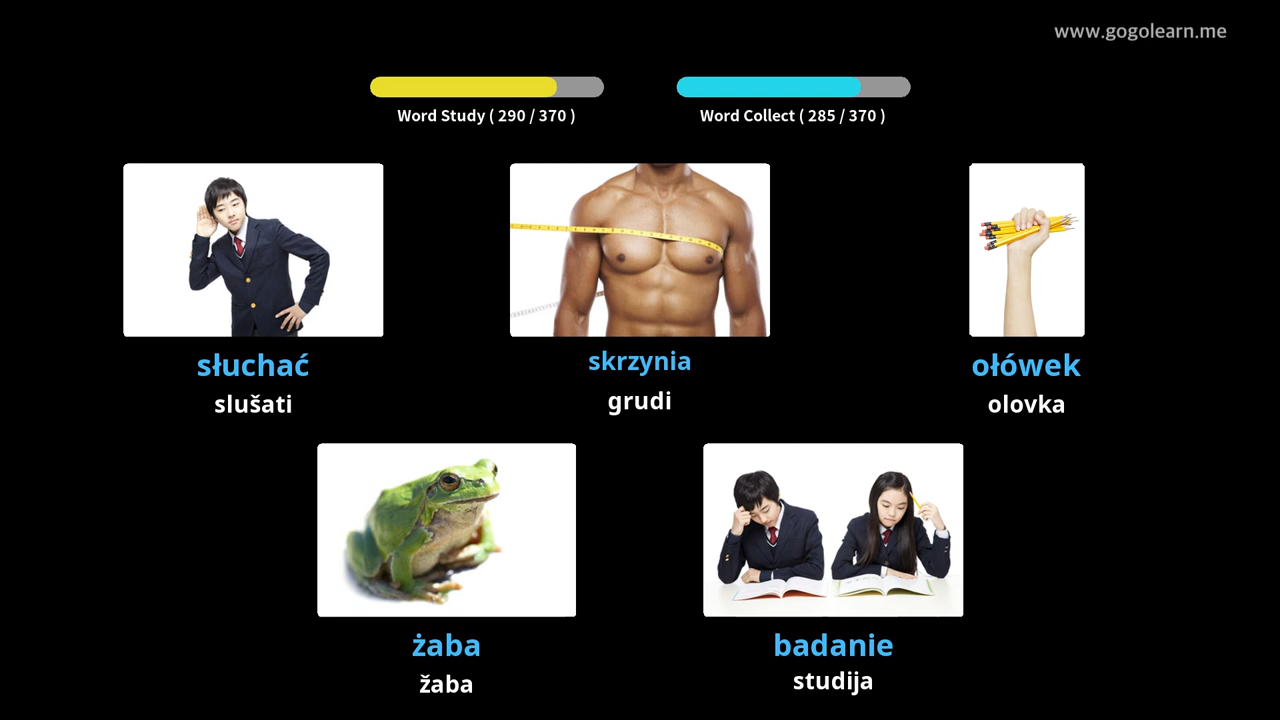 www.gogolearn.me
Word Study ( 290 / 370 )
Word Collect ( 285 / 370 )
słuchać
slušati
skrzynia
grudi
ołówek
olovka
żaba
žaba
badanie
studija